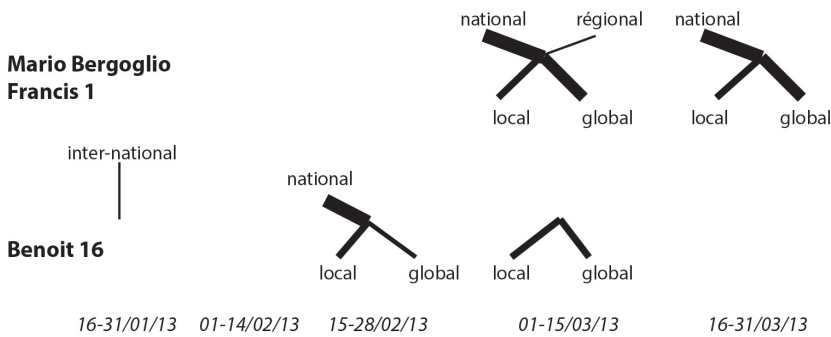 national régional national
Mario Bergoglio
Francis 1
local global local global
inter-national
national
Benoit 16
local global local global
16-31/01/13 01-14/02/13 15-28/02/13 01-15/03/13 16-31/03/13